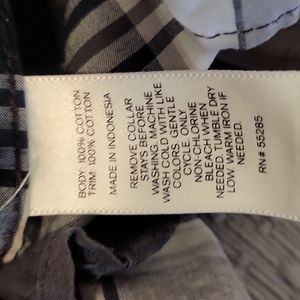 BODY: 100% COTTON
TRIM: 100% COTTON
MADE IN INDONESIA
REMOVE COLLAR
STAYS BEFORE
WASHING. MACHINE
WASH COLD WITH LIKE
COLORS. GENTLE
CYCLE. ONLY
NON-CHLORINE
BLEACH WHEN
NEEDED. TUMBLE DRY
LOW. WARM IRON IF
NEEDED.
RN# 55285